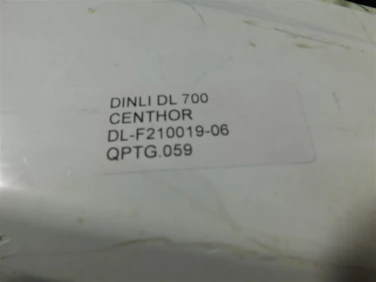 DINLI DL 700
CENTHOR
DL-F210019-06
QPTG.059